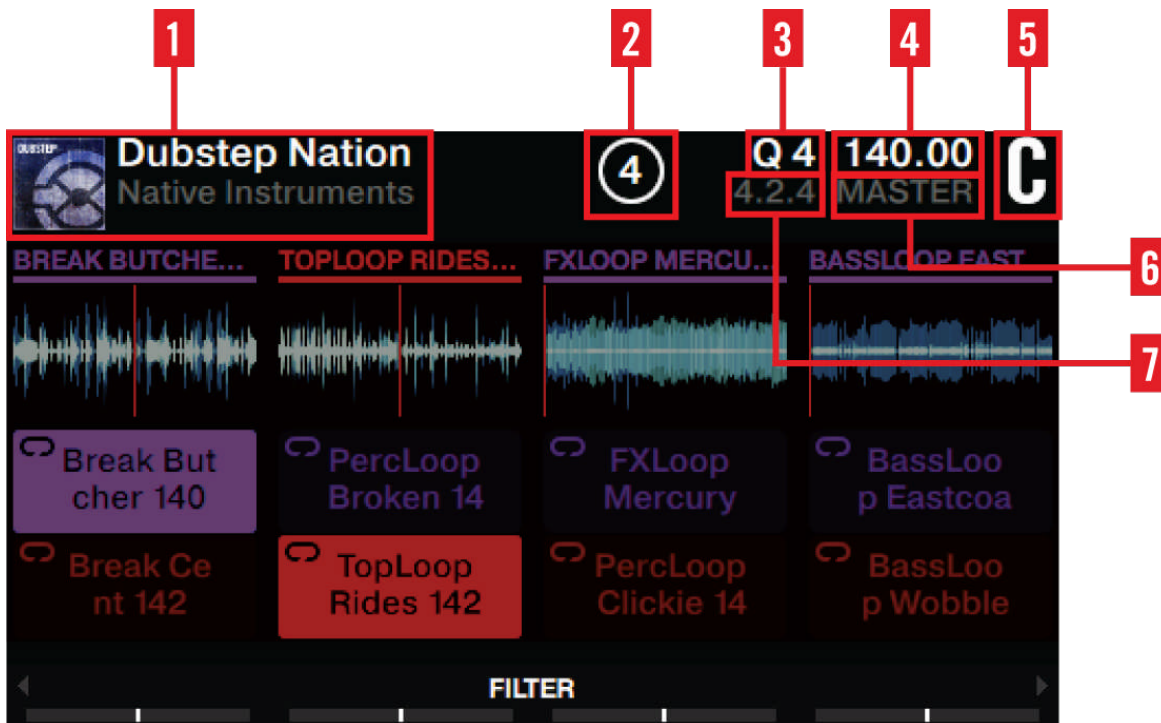 1 2 3 4 5
DUBSTEP
Dubstep Nation 4 Q 4 140.00 C
Native Instruments 4.2.4 MASTER
6
BREAK BUTCHE... TOPLOOP RIDES... FXLOOP MERCU... BASSLOOP EAST
7
Break But PercLoop FXLoop BassLoo
cher 140 Broken 14 Mercury p Eastcoa
Break Ce TopLoop PercLoop BassLoo
nt 142 Rides 142 Clickie 14 p Wobble
FILTER